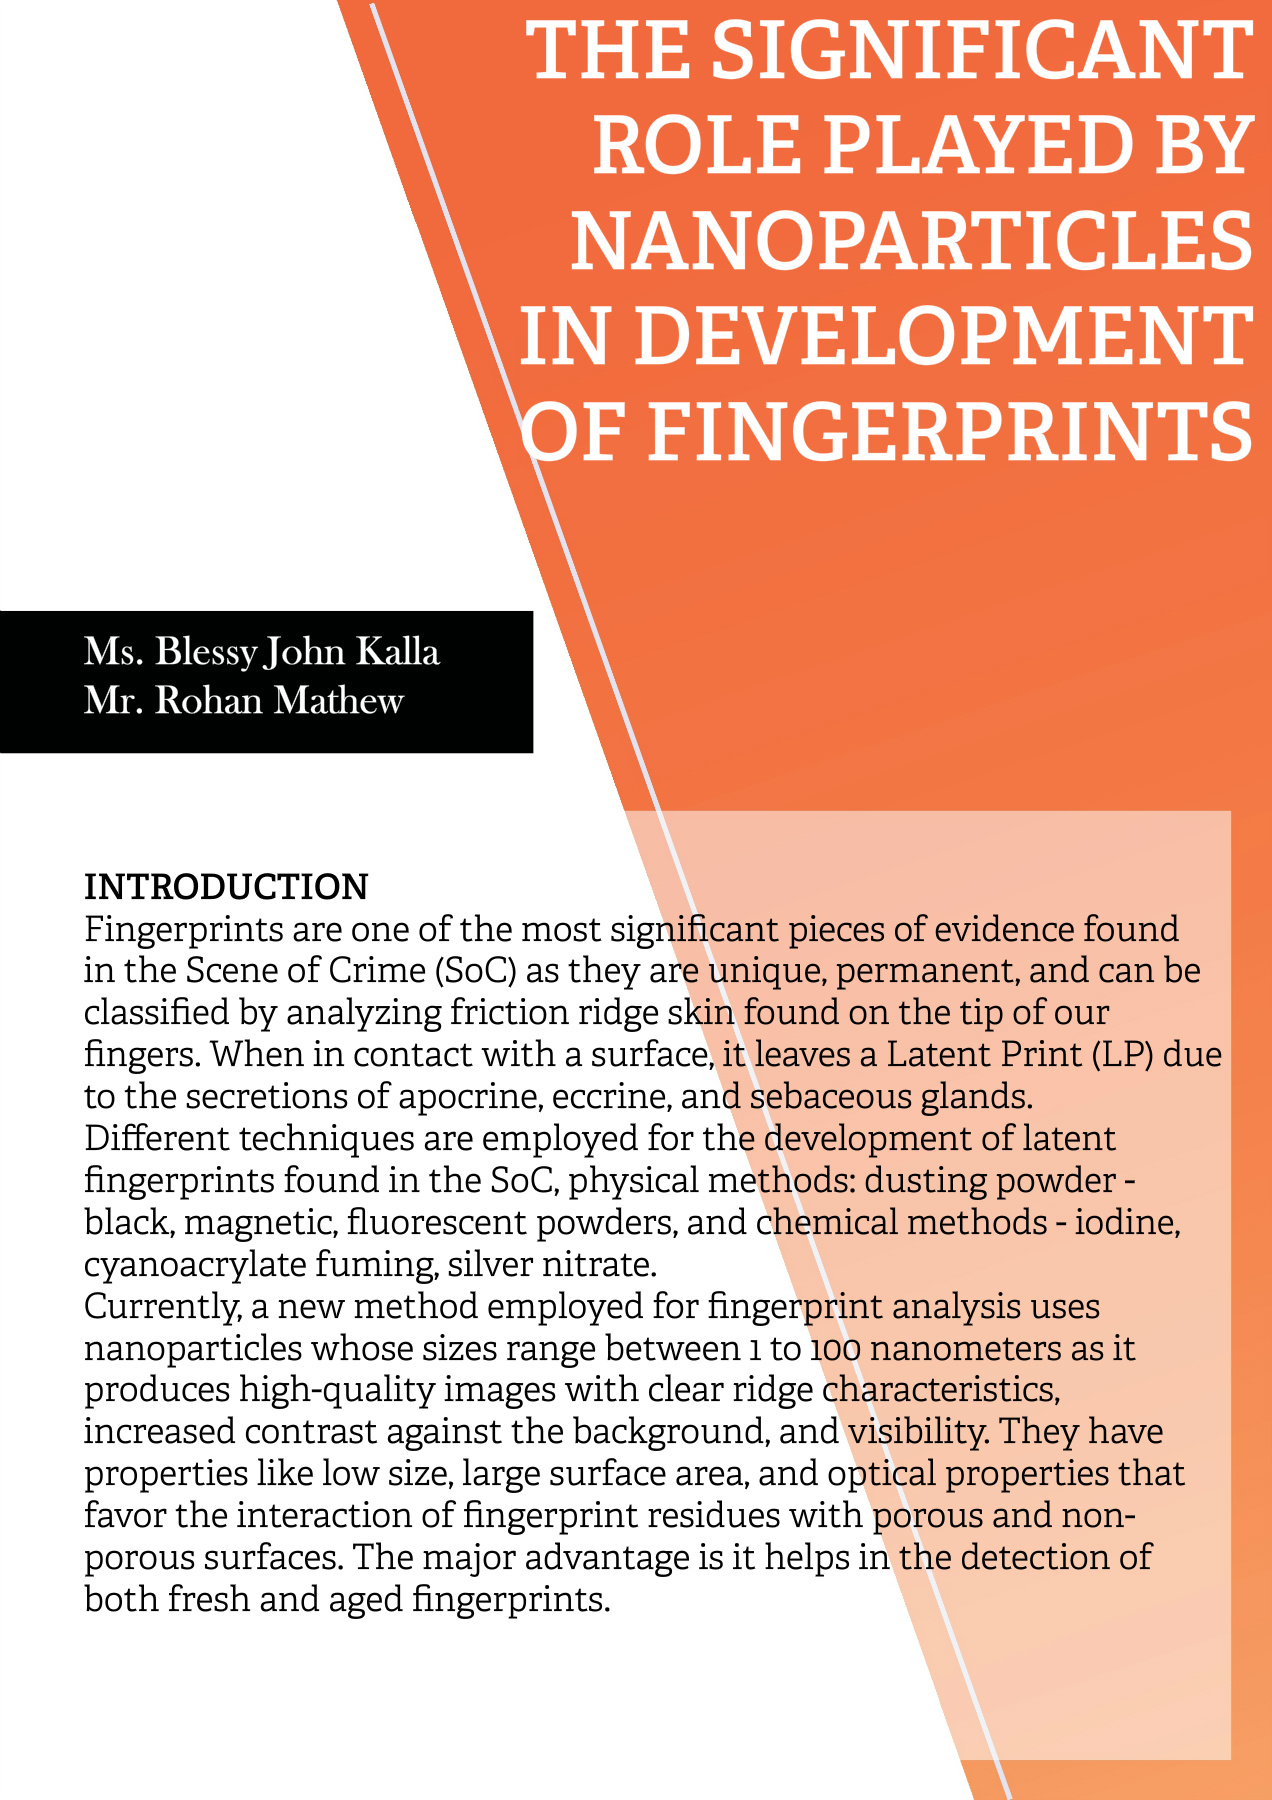 THE SIGNIFICANT
ROLE PLAYED BY
NANOPARTICLES
IN DEVELOPMENT
OF FINGERPRINTS
Ms. Blessy John Kalla
Mr. Rohan Mathew
INTRODUCTION
Fingerprints are one of the most significant pieces of evidence found
in the Scene of Crime (SoC) as they are unique, permanent, and can be
classified by analyzing friction ridge skin found on the tip of our
fingers. When in contact with a surface, it leaves a Latent Print (LP) due
to the secretions of apocrine, eccrine, and sebaceous glands.
Different techniques are employed for the development of latent
fingerprints found in the SoC, physical methods: dusting powder -
black, magnetic, fluorescent powders, and chemical methods - iodine,
cyanoacrylate fuming, silver nitrate.
Currently, a new method employed for fingerprint analysis uses
nanoparticles whose sizes range between 1 to 100 nanometers as it
produces high-quality images with clear ridge characteristics,
increased contrast against the background, and visibility. They have
properties like low size, large surface area, and optical properties that
favor the interaction of fingerprint residues with porous and non-
porous surfaces. The major advantage is it helps in the detection of
both fresh and aged fingerprints.